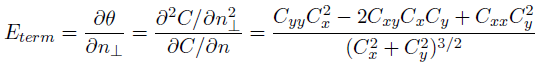 $E_{term} = \frac{\partial \theta}{\partial n_{\perp}} = \frac{\partial^2 C / \partial n_{\perp}^2}{\partial C / \partial n} = \frac{C_{yy} C_x^2 - 2 C_{xy} C_x C_y + C_{xx} C_y^2}{(C_x^2 + C_y^2)^{3/2}}$